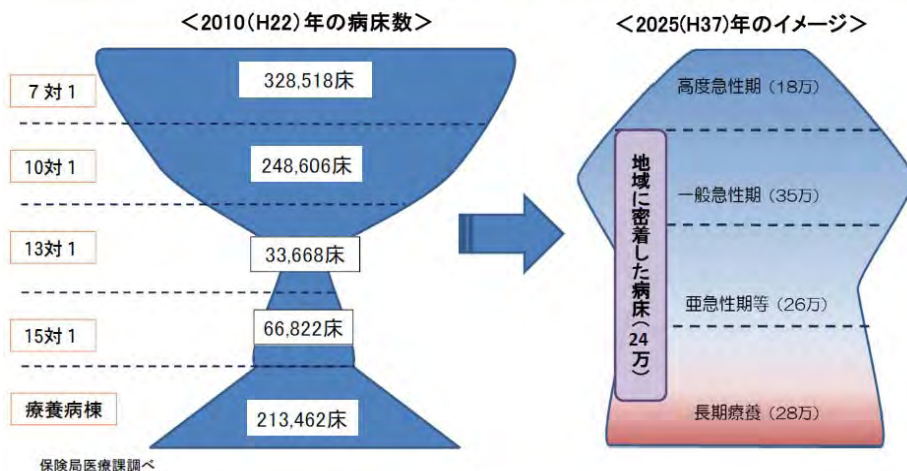 ＜2010(H22)年の病床数＞
7対1
328,518床
10対1
248,606床
13対1
33,668床
15対1
66,822床
療養病棟
213,462床
保険局医療課調べ
＜2025(H37)年のイメージ＞
高度急性期（18万）
一般急性期（35万）
亜急性期等（26万）
長期療養（28万）
地域に密着した病床（24万）